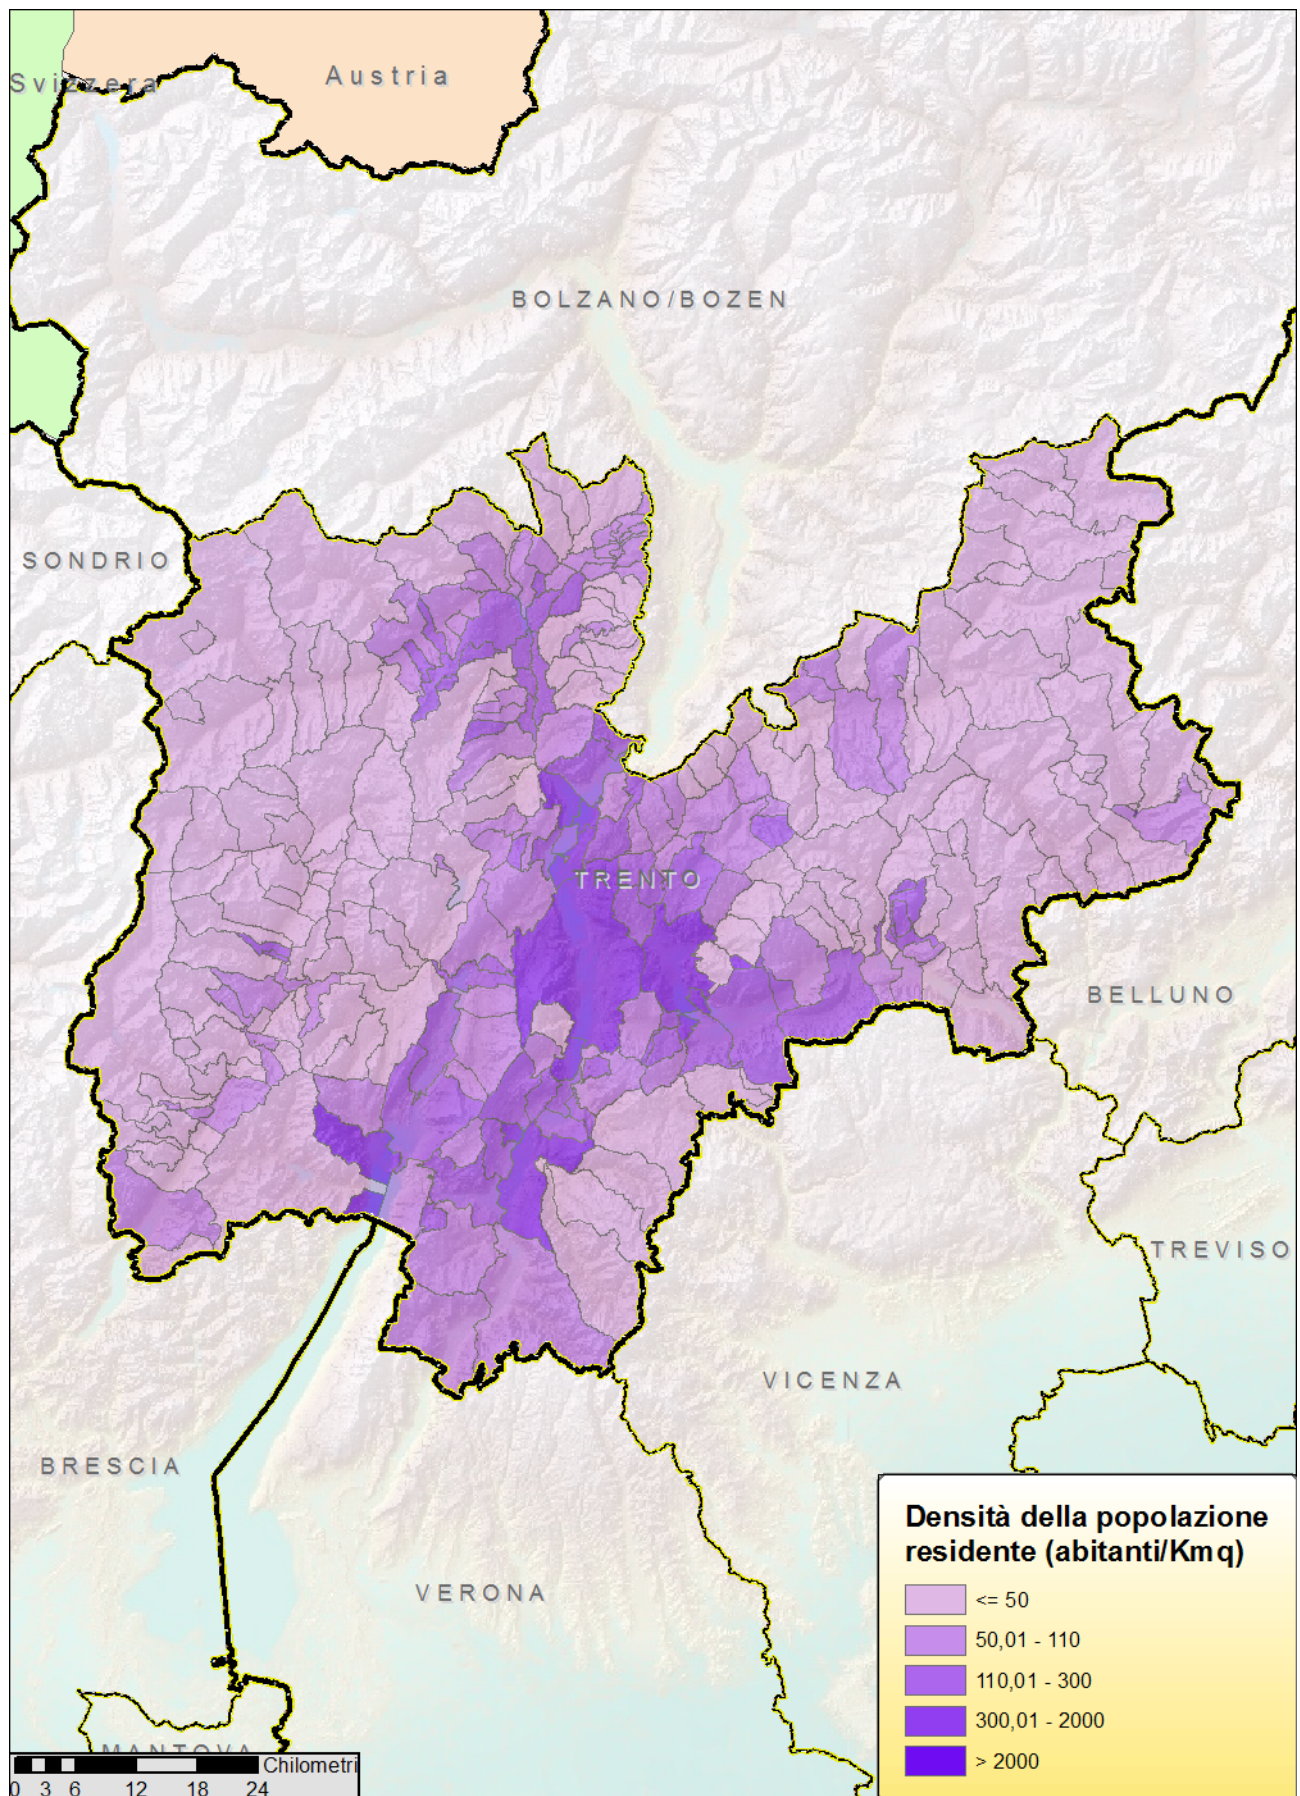 Svizzera
Austria
BOLZANO/BOZEN
SONDRIO
TRENTO
BELLUNO
TREVISO
VICENZA
BRESCIA
VERONA
MANTOVA
Densità della popolazione
residente (abitanti/Kmq)
<= 50
50,01 - 110
110,01 - 300
300,01 - 2000
> 2000
Chilometri
0 3 6 12 18 24